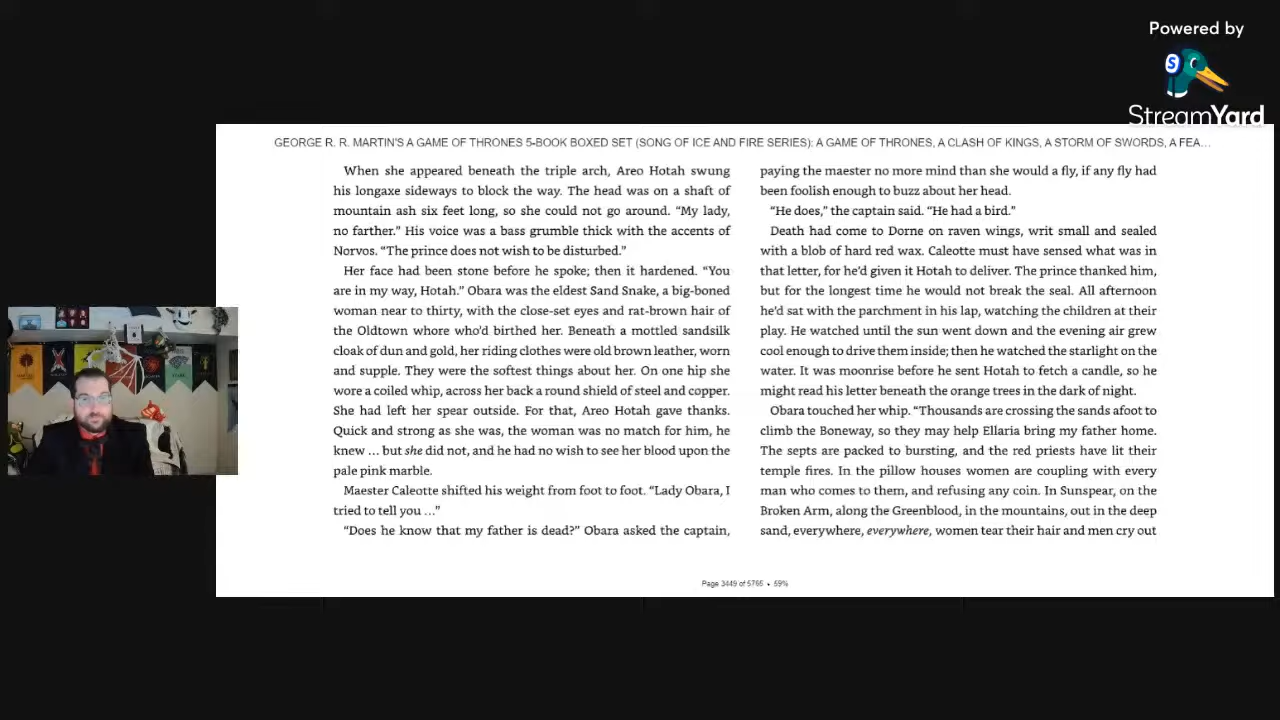 Powered by
S
StreamYard
GEORGE R. R. MARTIN'S A GAME OF THRONES 5-BOOK BOXED SET (SONG OF ICE AND FIRE SERIES): A GAME OF THRONES, A CLASH OF KINGS, A STORM OF SWORDS, A FEA…
When she appeared beneath the triple arch, Areo Hotah swung
his longaxe sideways to block the way. The head was on a shaft of
mountain ash six feet long, so she could not go around. “My lady,
no farther.” His voice was a bass grumble thick with the accents of
Norvos. “The prince does not wish to be disturbed.”
Her face had been stone before he spoke; then it hardened. “You
are in my way, Hotah.” Obara was the eldest Sand Snake, a big-boned
woman near to thirty, with the close-set eyes and rat-brown hair of
the Oldtown whore who’d birthed her. Beneath a mottled sandsilk
cloak of dun and gold, her riding clothes were old brown leather, worn
and supple. They were the softest things about her. On one hip she
wore a coiled whip, across her back a round shield of steel and copper.
She had left her spear outside. For that, Areo Hotah gave thanks.
Quick and strong as she was, the woman was no match for him, he
knew … but she did not, and he had no wish to see her blood upon the
pale pink marble.
Maester Caleotte shifted his weight from foot to foot. “Lady Obara, I
tried to tell you …”
“Does he know that my father is dead?” Obara asked the captain,
paying the maester no more mind than she would a fly, if any fly had
been foolish enough to buzz about her head.
“He does,” the captain said. “He had a bird.”
Death had come to Dorne on raven wings, writ small and sealed
with a blob of hard red wax. Caleotte must have sensed what was in
that letter, for he’d given it Hotah to deliver. The prince thanked him,
but for the longest time he would not break the seal. All afternoon
he’d sat with the parchment in his lap, watching the children at their
play. He watched until the sun went down and the evening air grew
cool enough to drive them inside; then he watched the starlight on the
water. It was moonrise before he sent Hotah to fetch a candle, so he
might read his letter beneath the orange trees in the dark of night.
Obara touched her whip. “Thousands are crossing the sands afoot to
climb the Boneway, so they may help Ellaria bring my father home.
The septs are packed to bursting, and the red priests have lit their
temple fires. In the pillow houses women are coupling with every
man who comes to them, and refusing any coin. In Sunspear, on the
Broken Arm, along the Greenblood, in the mountains, out in the deep
sand, everywhere, everywhere, women tear their hair and men cry out
Page 3449 of 5765 • 59%